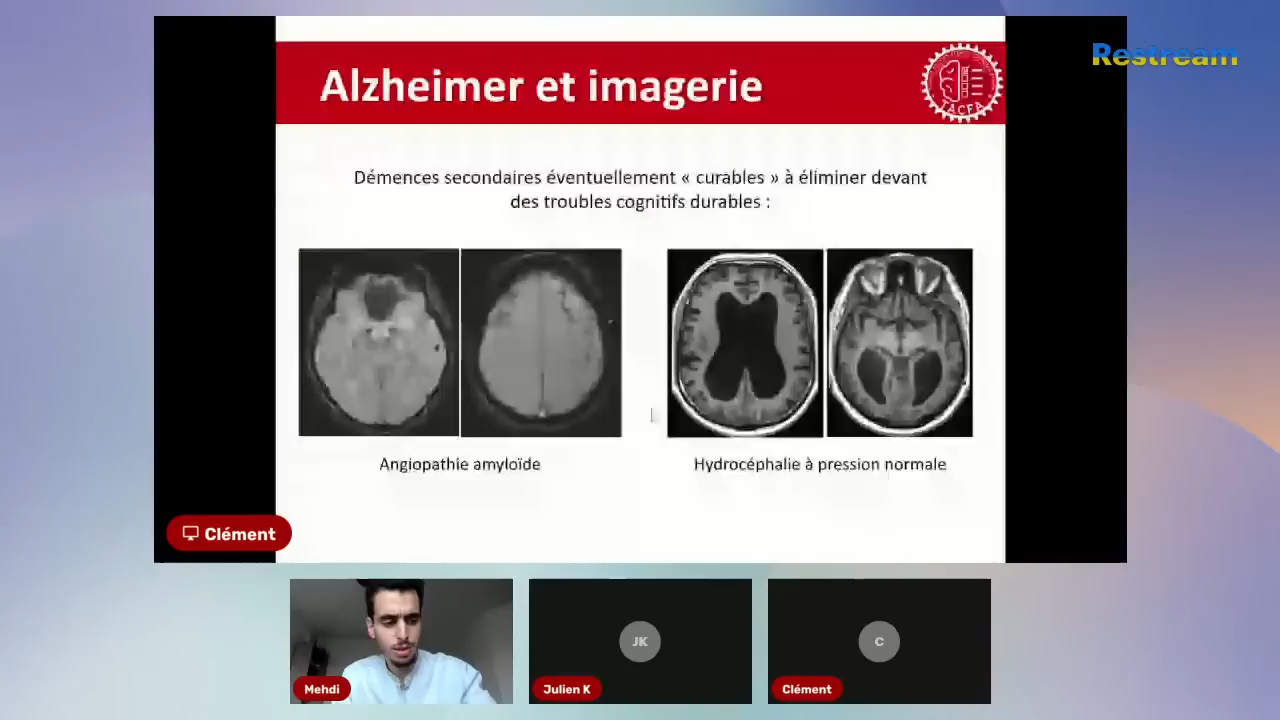 Restream
Alzheimer et imagerie
TACFA
Démences secondaires éventuellement « curables » à éliminer devant
des troubles cognitifs durables :
Angiopathie amyloïde
Hydrocéphalie à pression normale
Clément
JK
C
Mehdi
Julien K
Clément